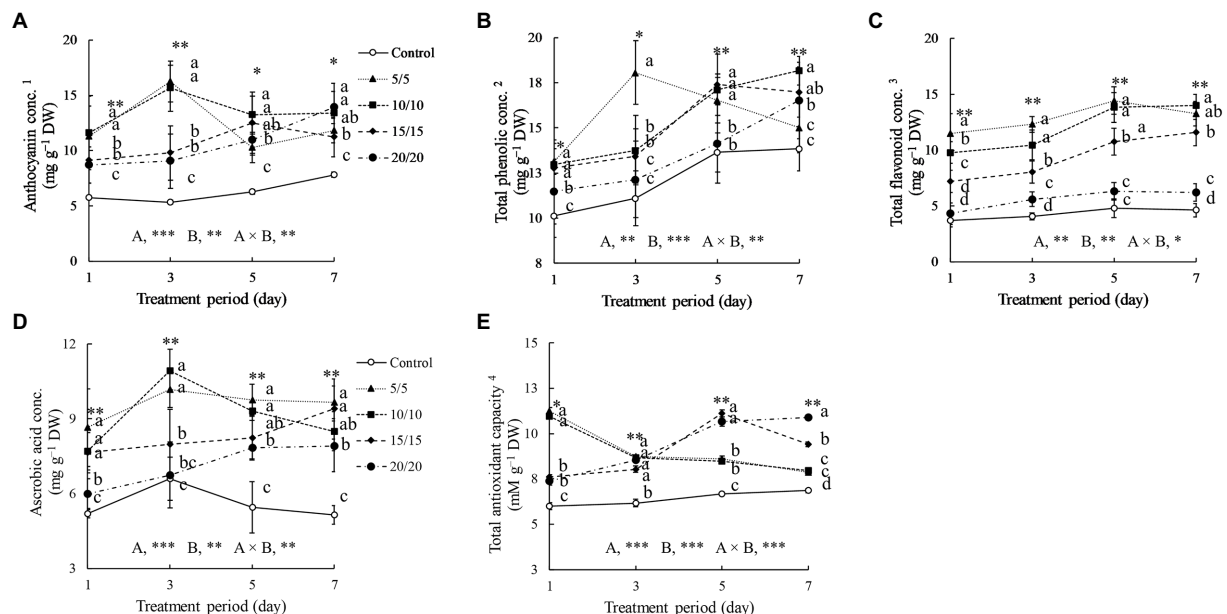 A
Anthocyanin conc. ¹
(mg g⁻¹ DW)
20
15
10
5
0
**
a
a
b
b
c
**
a
a
b
b
c
*
a
a
ab
b
c
*
a
a
ab
b
c
A, *** B, ** A × B, **
1 3 5 7
Treatment period (day)
Control
5/5
10/10
15/15
20/20
B
Total phenolic conc. ²
(mg g⁻¹ DW)
20
18
15
13
10
8
*
a
a
a
b
c
*
a
b
b
b
c
**
a
a
a
b
c
**
a
a
b
b
c
A, ** B, *** A × B, **
1 3 5 7
Treatment period (day)
C
Total flavonoid conc. ³
(mg g⁻¹ DW)
20
15
10
5
0
**
a
b
c
d
d
**
a
a
b
c
d
**
a
a
b
c
c
**
a
ab
b
c
d
A, ** B, ** A × B, *
1 3 5 7
Treatment period (day)
D
Ascrobic acid conc.
(mg g⁻¹ DW)
12
9
6
3
**
a
a
a
b
c
**
a
a
b
bc
c
**
a
a
b
b
c
**
a
a
a
b
c
A, *** B, ** A × B, **
1 3 5 7
Treatment period (day)
Control
5/5
10/10
15/15
20/20
E
Total antioxidant capacity ⁴
(mM g⁻¹ DW)
15
13
10
8
5
3
*
a
a
b
b
c
**
a
a
a
a
b
**
a
a
b
b
c
**
a
b
c
c
d
A, *** B, *** A × B, ***
1 3 5 7
Treatment period (day)